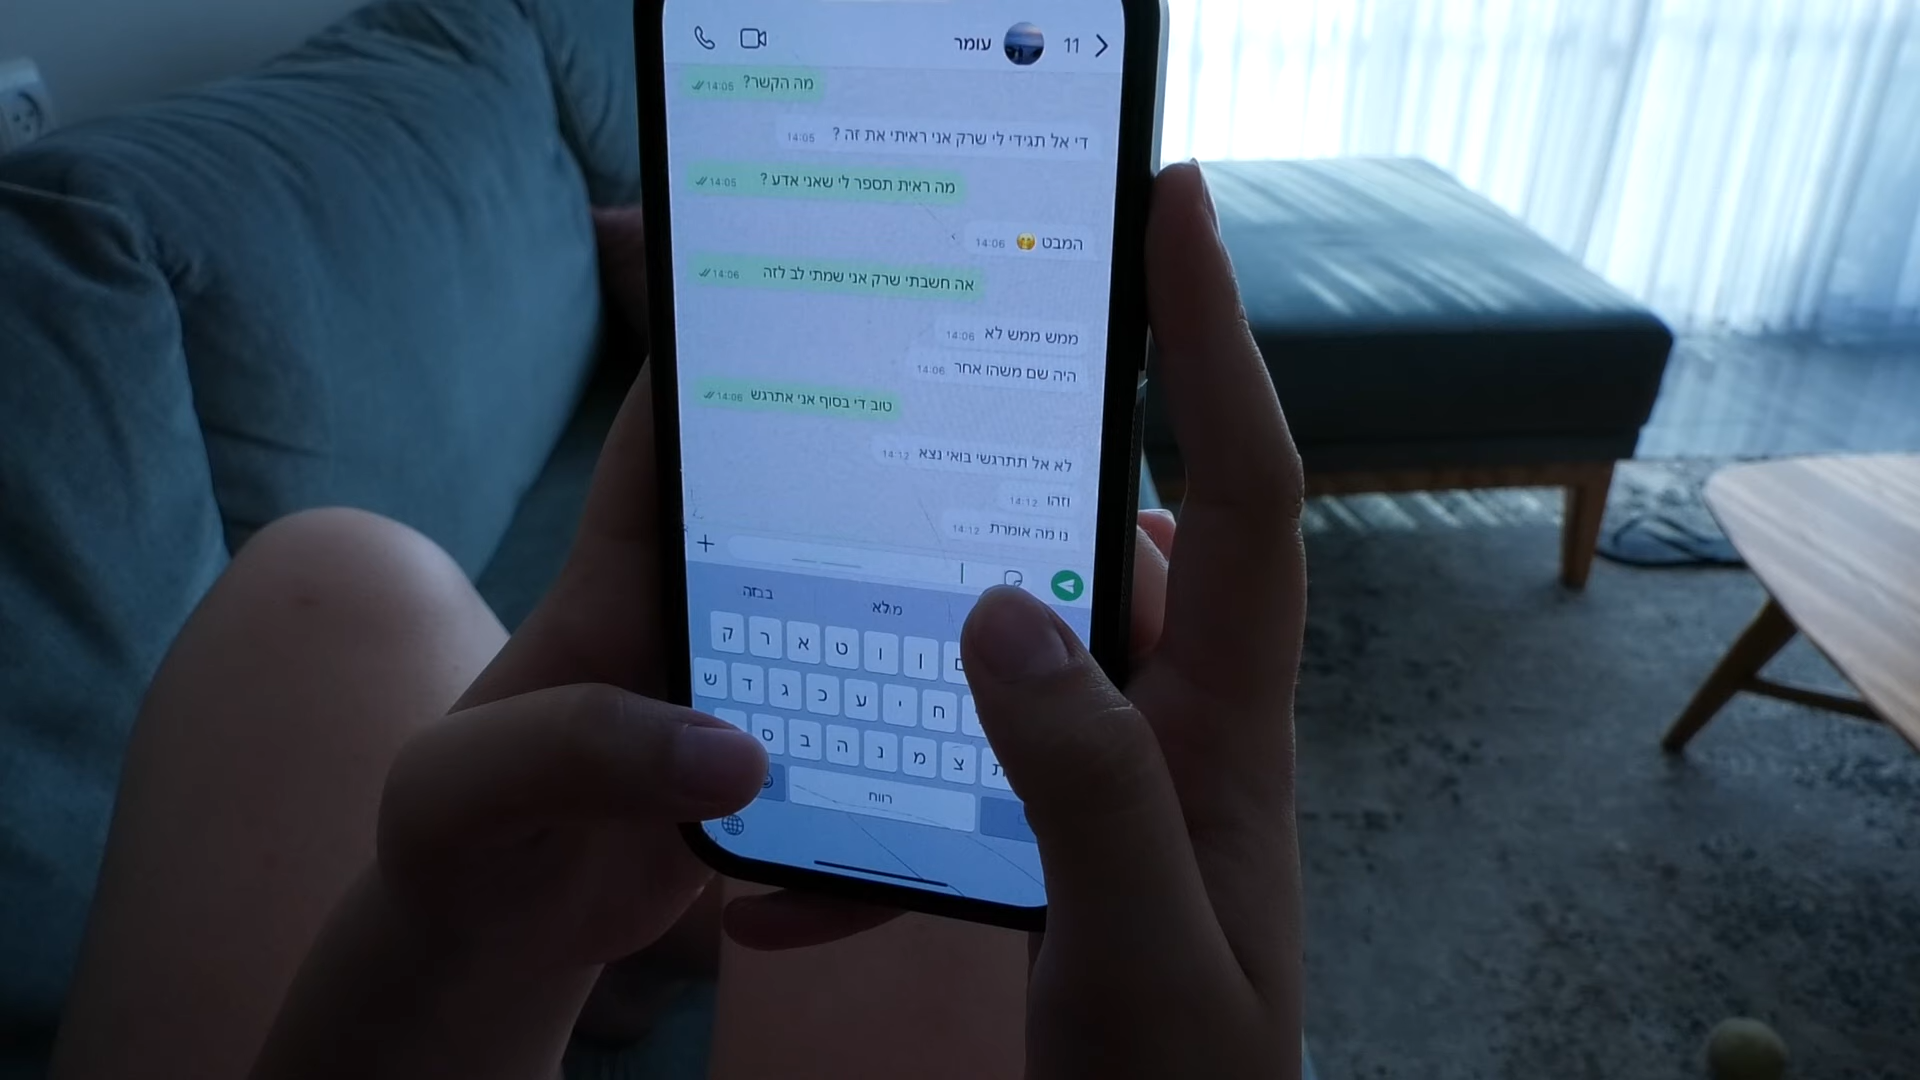 עומר
11
מה הקשר?
14:05
די אל תגידי לי שרק אני ראיתי את זה ?
14:05
מה ראית תספר לי שאני אדע ?
14:05
המבט 🤭
14:06
אה חשבתי שרק אני שמתי לב לזה
14:06
ממש ממש לא
14:06
היה שם משהו אחר
14:06
טוב די בסוף אני אתרגש
14:06
לא אל תתרגשי בואי נצא
14:12
וזהו
14:12
נו מה אומרת
14:12
מלא
בגזה
ק ר א ט ו ן
ש ד ג כ ע י ח
ס ב ה נ מ צ ת
רווח